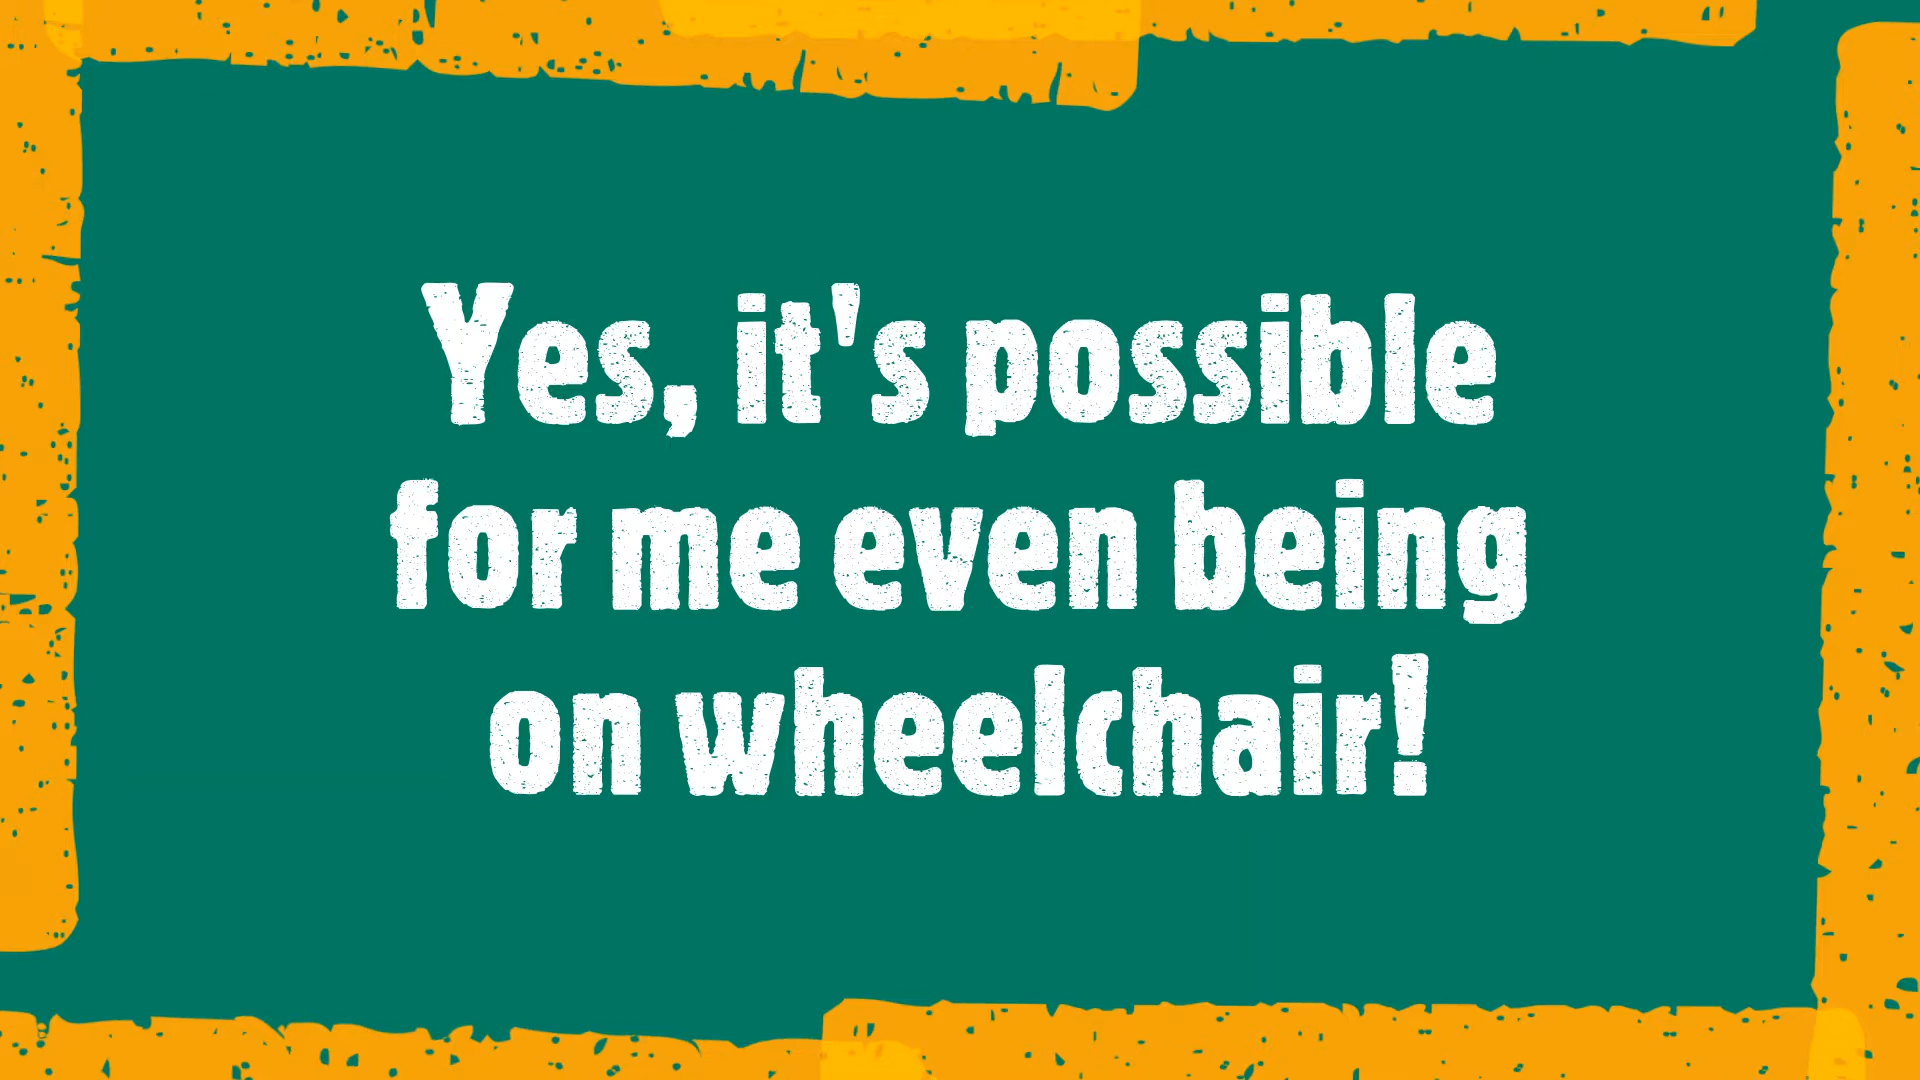 Yes, it's possible
for me even being
on wheelchair!